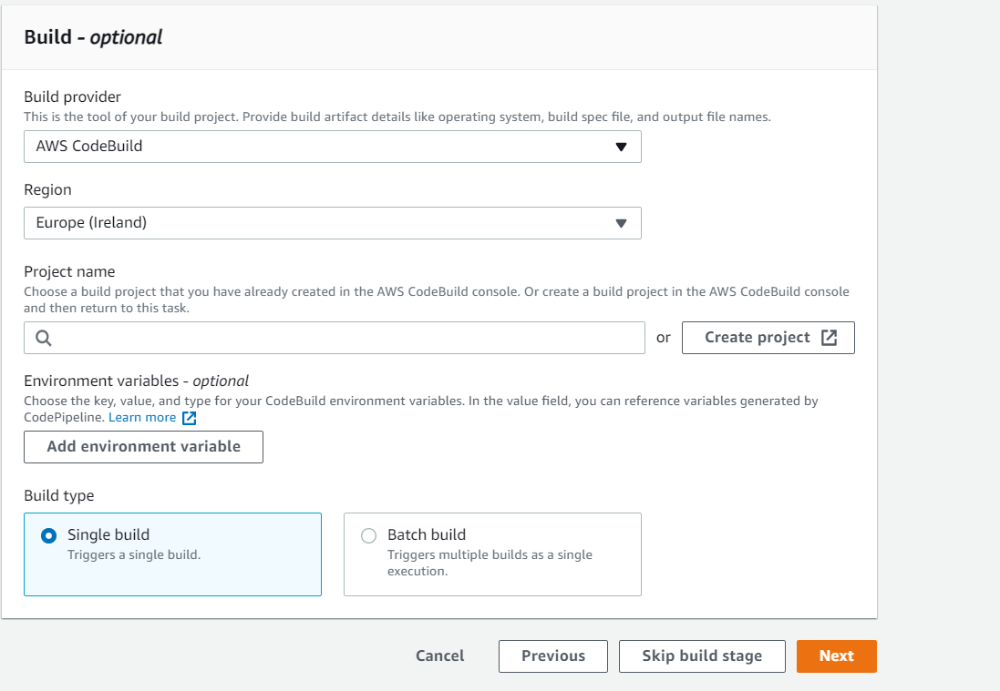 Build - optional
Build provider
This is the tool of your build project. Provide build artifact details like operating system, build spec file, and output file names.
AWS CodeBuild
Region
Europe (Ireland)
Project name
Choose a build project that you have already created in the AWS CodeBuild console. Or create a build project in the AWS CodeBuild console
and then return to this task.
or Create project
Environment variables - optional
Choose the key, value, and type for your CodeBuild environment variables. In the value field, you can reference variables generated by
CodePipeline. Learn more
Add environment variable
Build type
Single build
Triggers a single build.
Batch build
Triggers multiple builds as a single
execution.
Cancel Previous Skip build stage Next